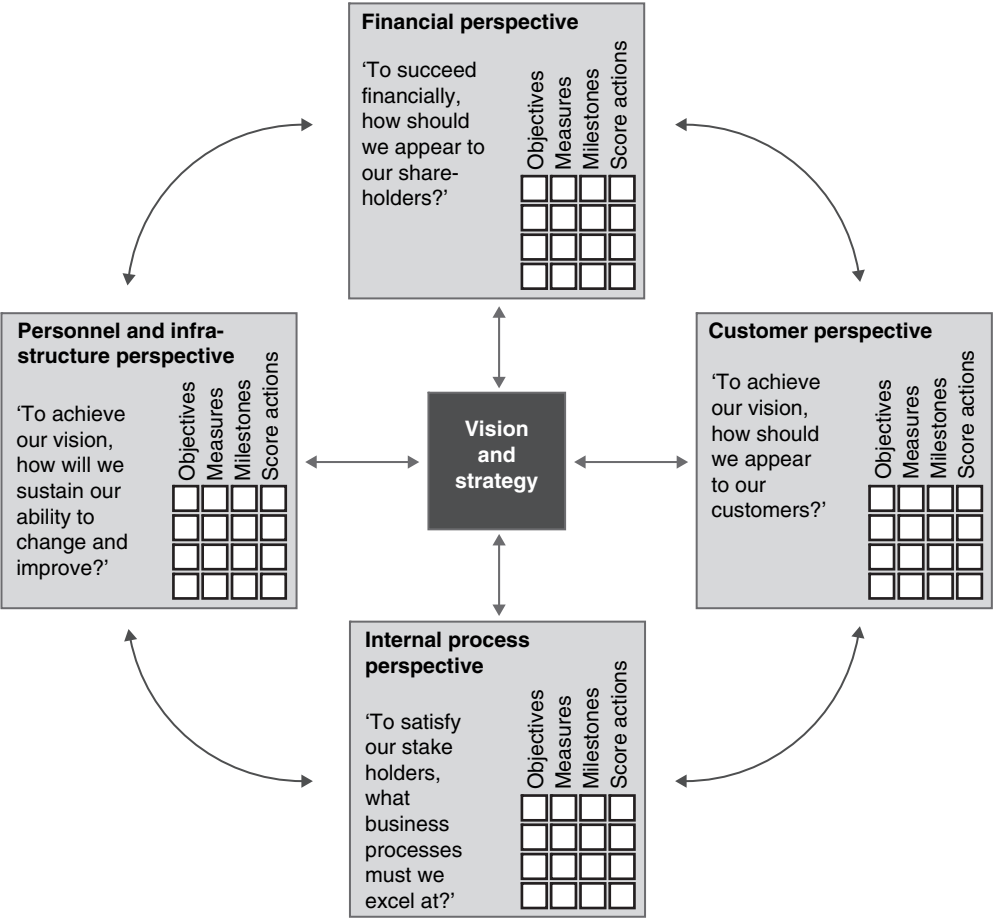 Financial perspective
‘To succeed
financially,
how should
we appear to
our share-
holders?’
Objectives
Measures
Milestones
Score actions
Personnel and infra-
structure perspective
‘To achieve
our vision,
how will we
sustain our
ability to
change and
improve?’
Objectives
Measures
Milestones
Score actions
Vision
and
strategy
Customer perspective
‘To achieve
our vision,
how should
we appear
to our
customers?’
Objectives
Measures
Milestones
Score actions
Internal process
perspective
‘To satisfy
our stake
holders,
what
business
processes
must we
excel at?’
Objectives
Measures
Milestones
Score actions